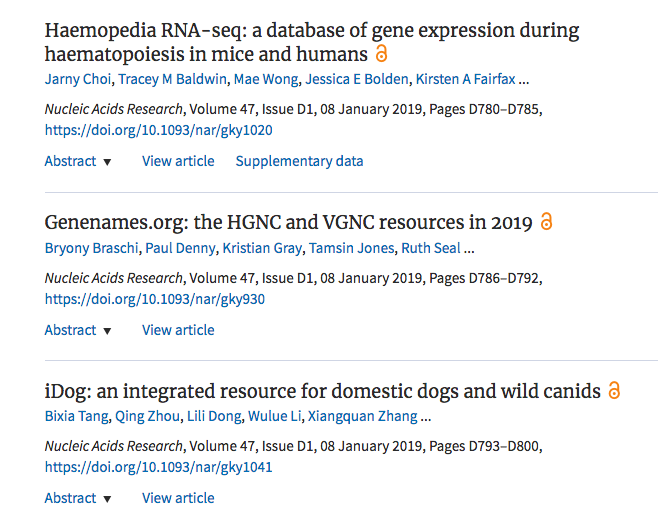 Haemopedia RNA-seq: a database of gene expression during
haematopoiesis in mice and humans
Jarny Choi, Tracey M Baldwin, Mae Wong, Jessica E Bolden, Kirsten A Fairfax ...
Nucleic Acids Research, Volume 47, Issue D1, 08 January 2019, Pages D780–D785,
https://doi.org/10.1093/nar/gky1020
Abstract ▼ View article Supplementary data
Genenames.org: the HGNC and VGNC resources in 2019
Bryony Braschi, Paul Denny, Kristian Gray, Tamsin Jones, Ruth Seal ...
Nucleic Acids Research, Volume 47, Issue D1, 08 January 2019, Pages D786–D792,
https://doi.org/10.1093/nar/gky930
Abstract ▼ View article
iDog: an integrated resource for domestic dogs and wild canids
Bixia Tang, Qing Zhou, Lili Dong, Wulue Li, Xiangquan Zhang ...
Nucleic Acids Research, Volume 47, Issue D1, 08 January 2019, Pages D793–D800,
https://doi.org/10.1093/nar/gky1041
Abstract ▼ View article